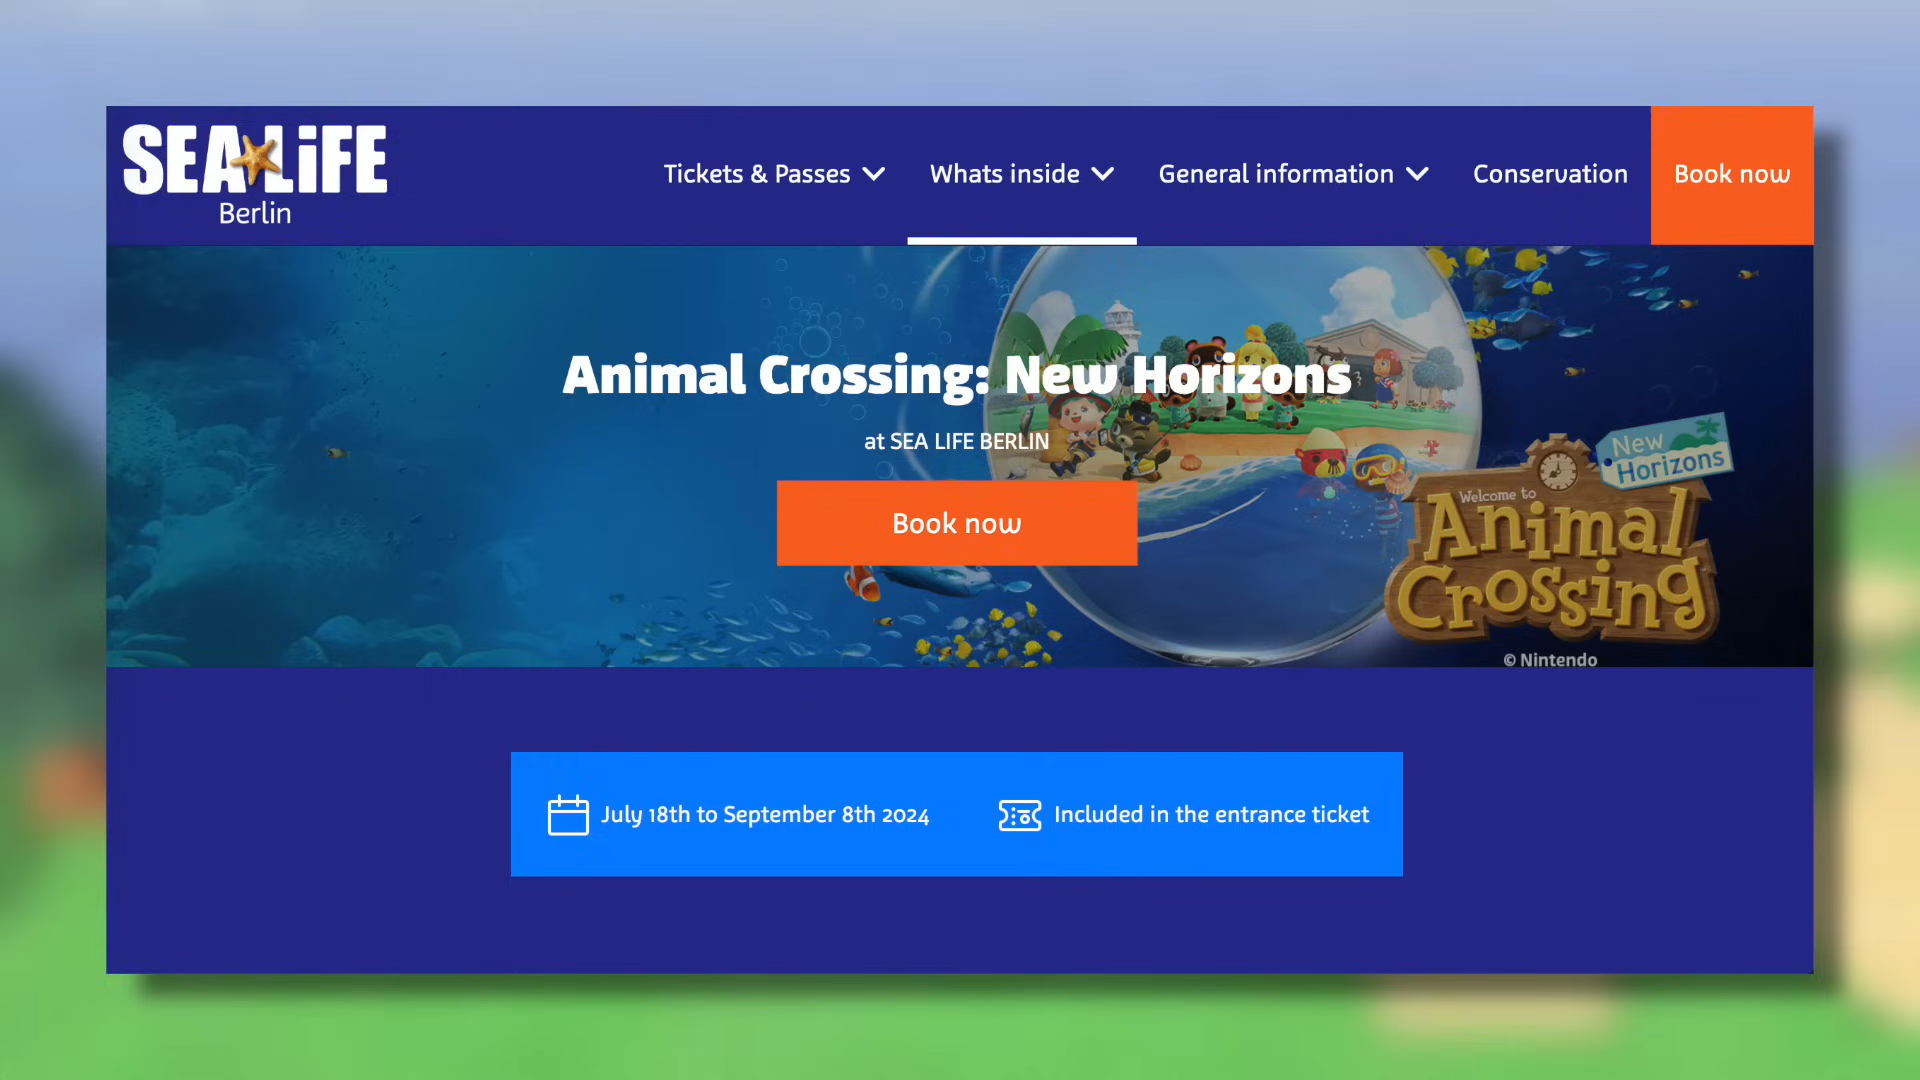 SEA LiFE
Berlin
Tickets & Passes
Whats inside
General information
Conservation
Book now
Animal Crossing: New Horizons
at SEA LIFE BERLIN
Book now
New
Horizons
Welcome to
Animal
Crossing
© Nintendo
July 18th to September 8th 2024
Included in the entrance ticket